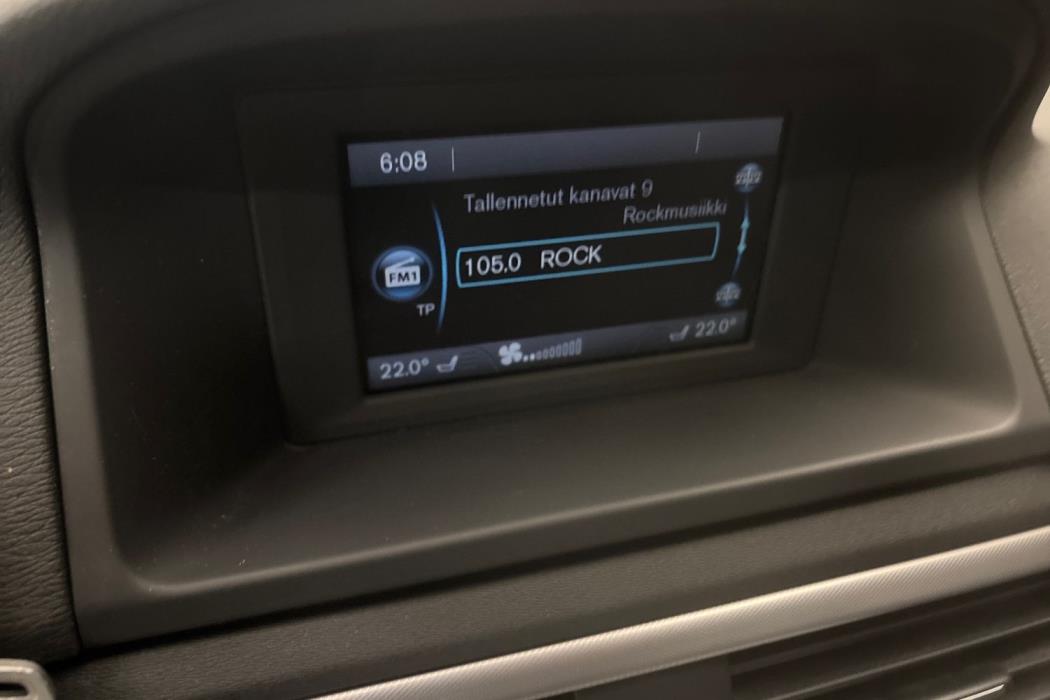 6:08
Tallennetut kanavat 9
Rockmusiikki
105.0 ROCK
FM1
TP
22.0°
22.0°